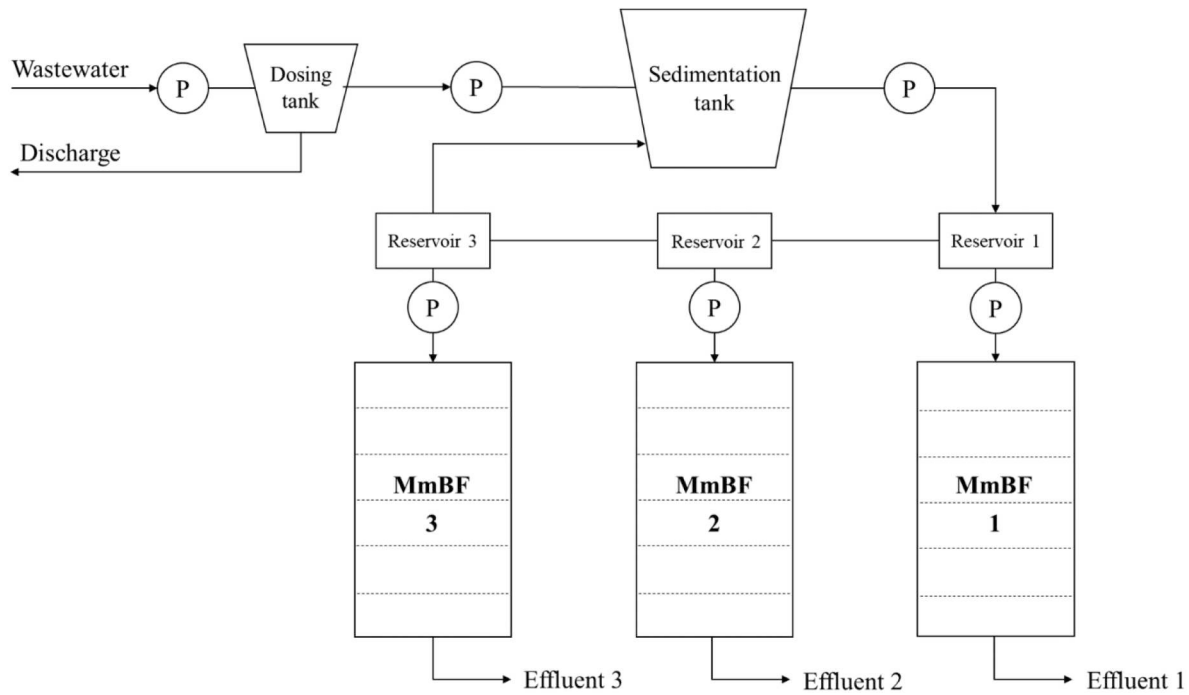 Wastewater
P
Dosing
tank
P
Sedimentation
tank
P
Discharge
Reservoir 3
Reservoir 2
Reservoir 1
P
P
P
MmBF
3
MmBF
2
MmBF
1
Effluent 3
Effluent 2
Effluent 1